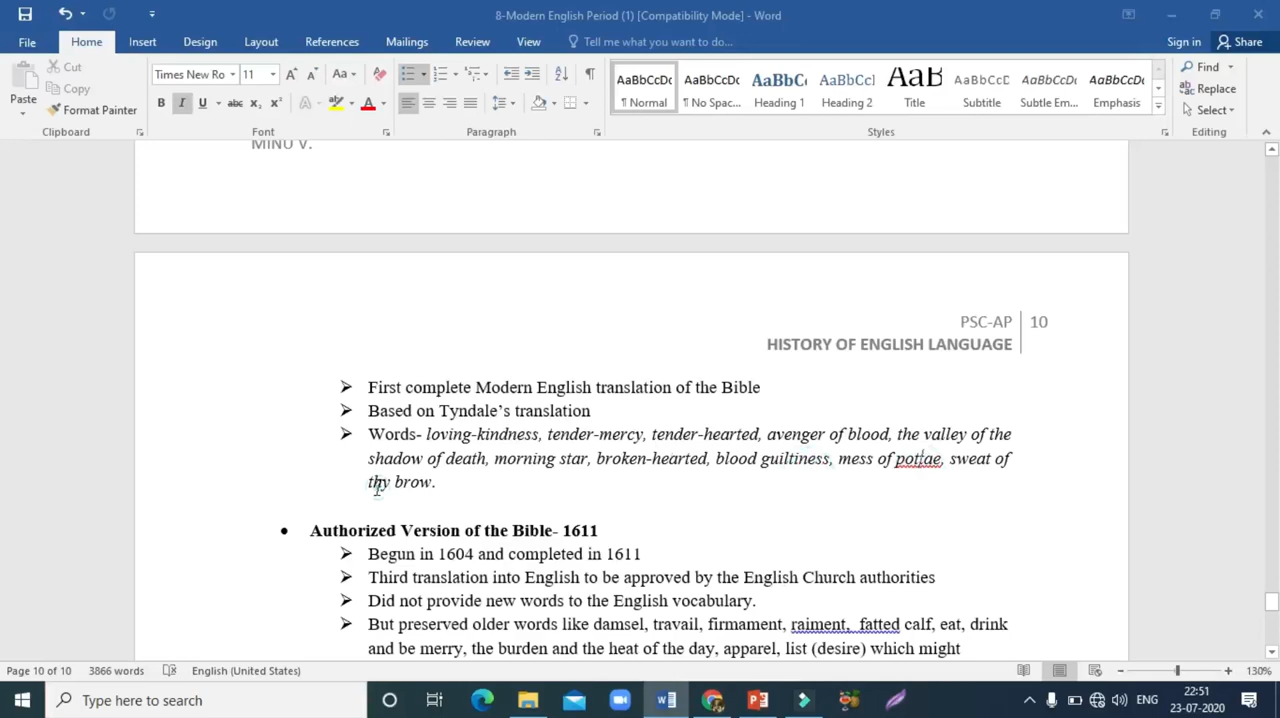 8-Modern English Period (1) [Compatibility Mode] - Word
File Home Insert Design Layout References Mailings Review View Tell me what you want to do... Sign in Share
Cut
Copy
Format Painter
Paste
Clipboard
Times New Ro 11
Font
Paragraph
AaBbCcDc AaBbCcDc AaBbC AaBbCcl AaB AaBbCcD AaBbCcDc AaBbCcDc
¶ Normal ¶ No Spac... Heading 1 Heading 2 Title Subtitle Subtle Em... Emphasis
Styles
Find
Replace
Select
Editing
MINU V.
PSC-AP 10
HISTORY OF ENGLISH LANGUAGE
➢ First complete Modern English translation of the Bible
➢ Based on Tyndale's translation
➢ Words- loving-kindness, tender-mercy, tender-hearted, avenger of blood, the valley of the
shadow of death, morning star, broken-hearted, blood guiltiness, mess of pottae, sweat of
thy brow.
• Authorized Version of the Bible- 1611
➢ Begun in 1604 and completed in 1611
➢ Third translation into English to be approved by the English Church authorities
➢ Did not provide new words to the English vocabulary.
➢ But preserved older words like damsel, travail, firmament, raiment, fatted calf, eat, drink
and be merry, the burden and the heat of the day, apparel, list (desire) which might
Page 10 of 10 3866 words English (United States) 130%
Type here to search
ENG
22:51
23-07-2020